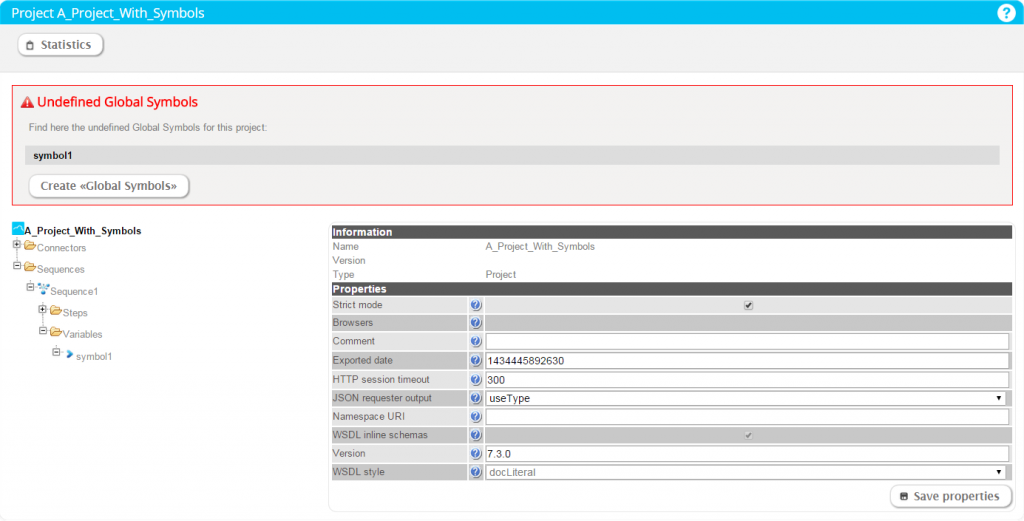 Project A_Project_With_Symbols
?
Statistics
Undefined Global Symbols
Find here the undefined Global Symbols for this project:
symbol1
Create «Global Symbols»
A_Project_With_Symbols
Connectors
Sequences
Sequence1
Steps
Variables
symbol1
Information
Name A_Project_With_Symbols
Version
Type Project
Properties
Strict mode ?
Browsers ?
Comment ?
Exported date ? 1434445892630
HTTP session timeout ? 300
JSON requester output ? useType
Namespace URI ?
WSDL inline schemas ?
Version ? 7.3.0
WSDL style ? docLiteral
Save properties